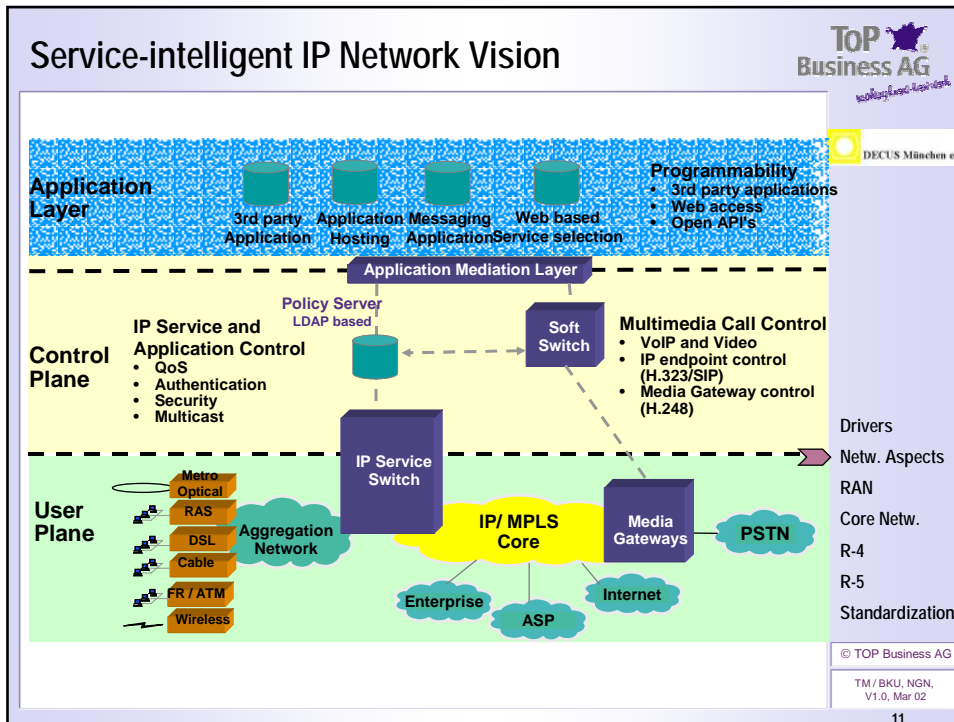 Service-intelligent IP Network Vision
TOP
Business AG
DECUS München e
Application
Layer
3rd party
Application
Application
Hosting
Messaging
Application
Web based
Service selection
Programmability
• 3rd party applications
• Web access
• Open API's
Application Mediation Layer
Policy Server
LDAP based
Control
Plane
IP Service and
Application Control
• QoS
• Authentication
• Security
• Multicast
Soft
Switch
Multimedia Call Control
• VoIP and Video
• IP endpoint control
(H.323/SIP)
• Media Gateway control
(H.248)
IP Service
Switch
User
Plane
Metro
Optical
RAS
DSL
Cable
FR / ATM
Wireless
Aggregation
Network
IP/ MPLS
Core
Media
Gateways
PSTN
Enterprise
ASP
Internet
Drivers
Netw. Aspects
RAN
Core Netw.
R-4
R-5
Standardization
© TOP Business AG
TM / BKU, NGN,
V1.0, Mar 02
11